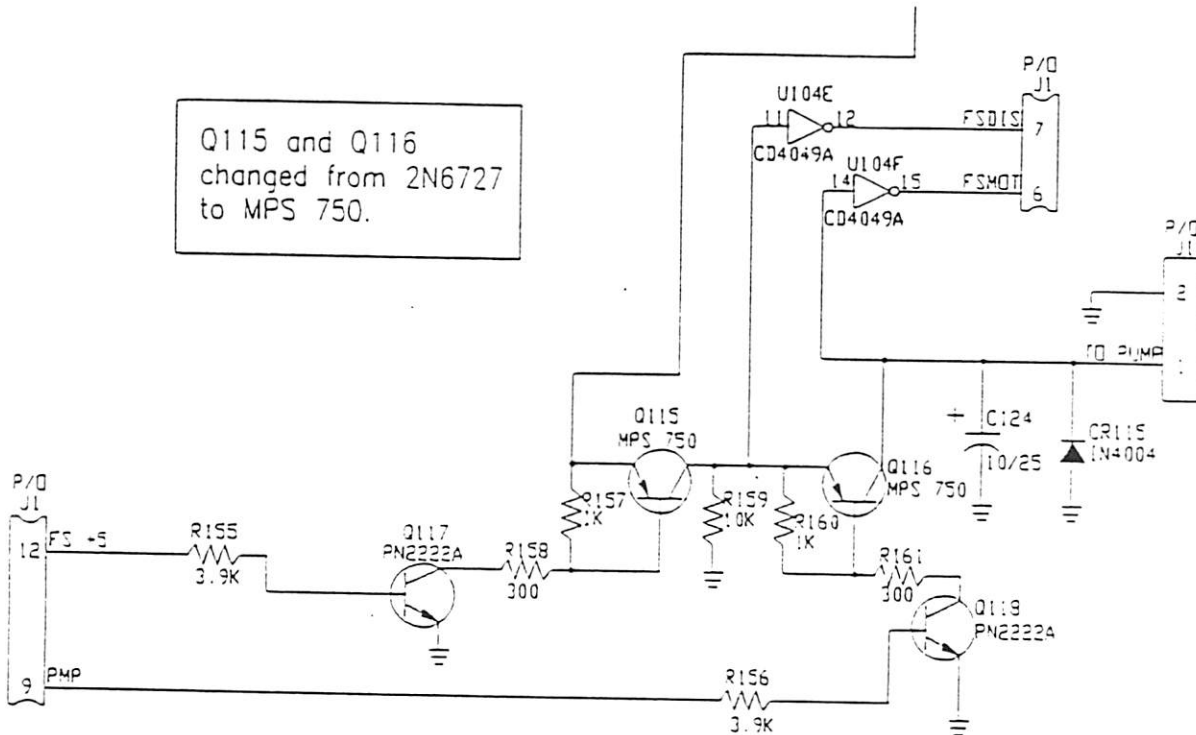 Q115 and Q116
changed from 2N6727
to MPS 750.
P/O
J1
U104E
11
12
FSDIS
7
CD4049A
U104F
14
15
FSMOT
6
CD4049A
P/O
J1
2
TO PUMP
1
Q115
MPS 750
C124
+
10/25
CR115
1N4004
Q116
MPS 750
R157
1K
R159
10K
R160
1K
P/O
J1
12
FS +5
R155
3.9K
Q117
PN2222A
R158
300
R161
300
Q118
PN2222A
9
PMP
R156
3.9K